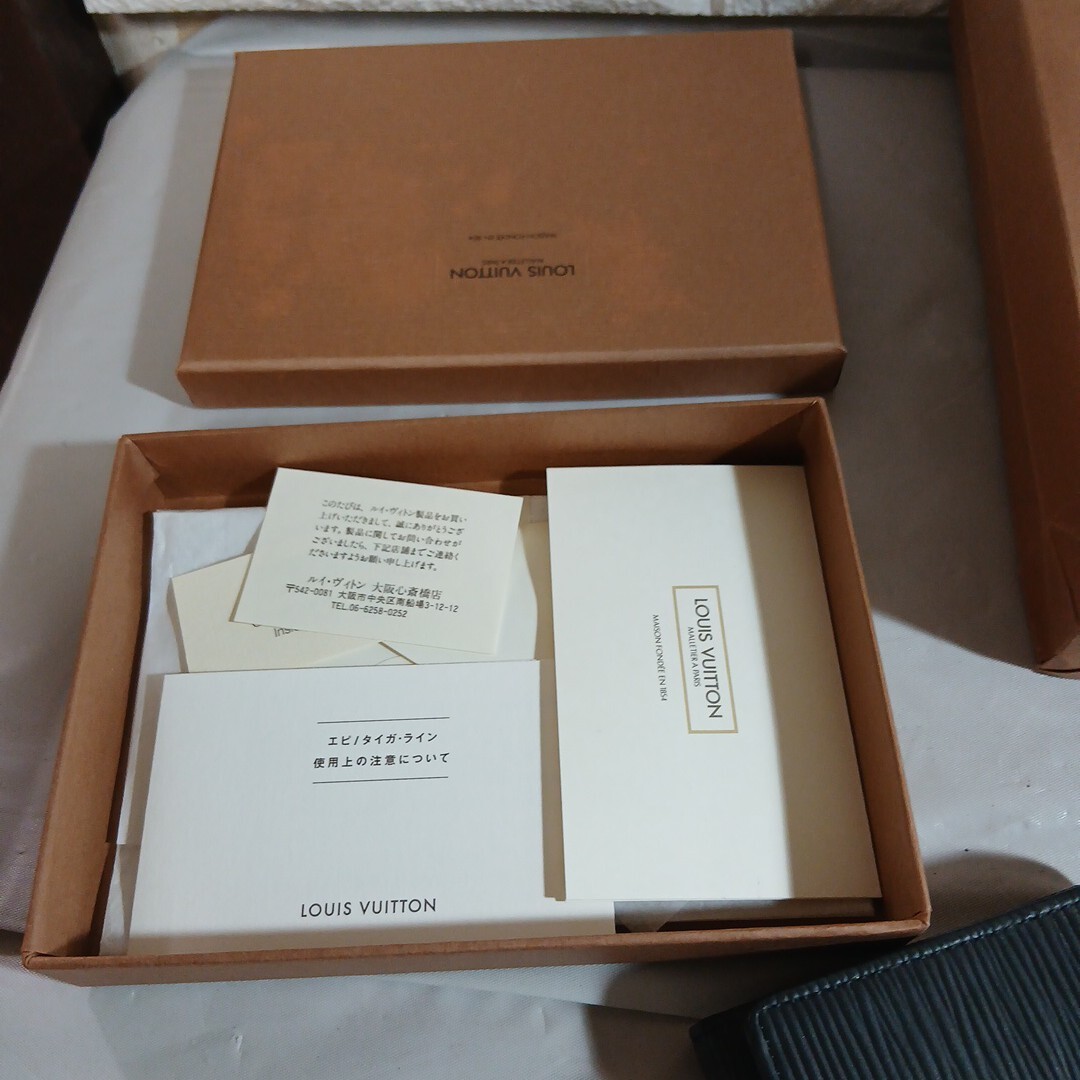 LOUIS VUITTON
MALLETIER A PARIS
MAISON FONDÉE EN 1854
このたびは、ルイ・ヴィトン製品をお買い
上げいただきまして、誠にありがとうござ
います。製品に関してお問い合わせが
ございましたら、下記店舗までご連絡く
ださいますようお願い申し上げます。
ルイ・ヴィトン 大阪心斎橋店
〒542-0081 大阪市中央区南船場3-12-12
TEL.06-6258-0252
LOUIS VUITTON
MALLETIER A PARIS
MAISON FONDÉE EN 1854
エピ/タイガ・ライン
使用上の注意について
LOUIS VUITTON